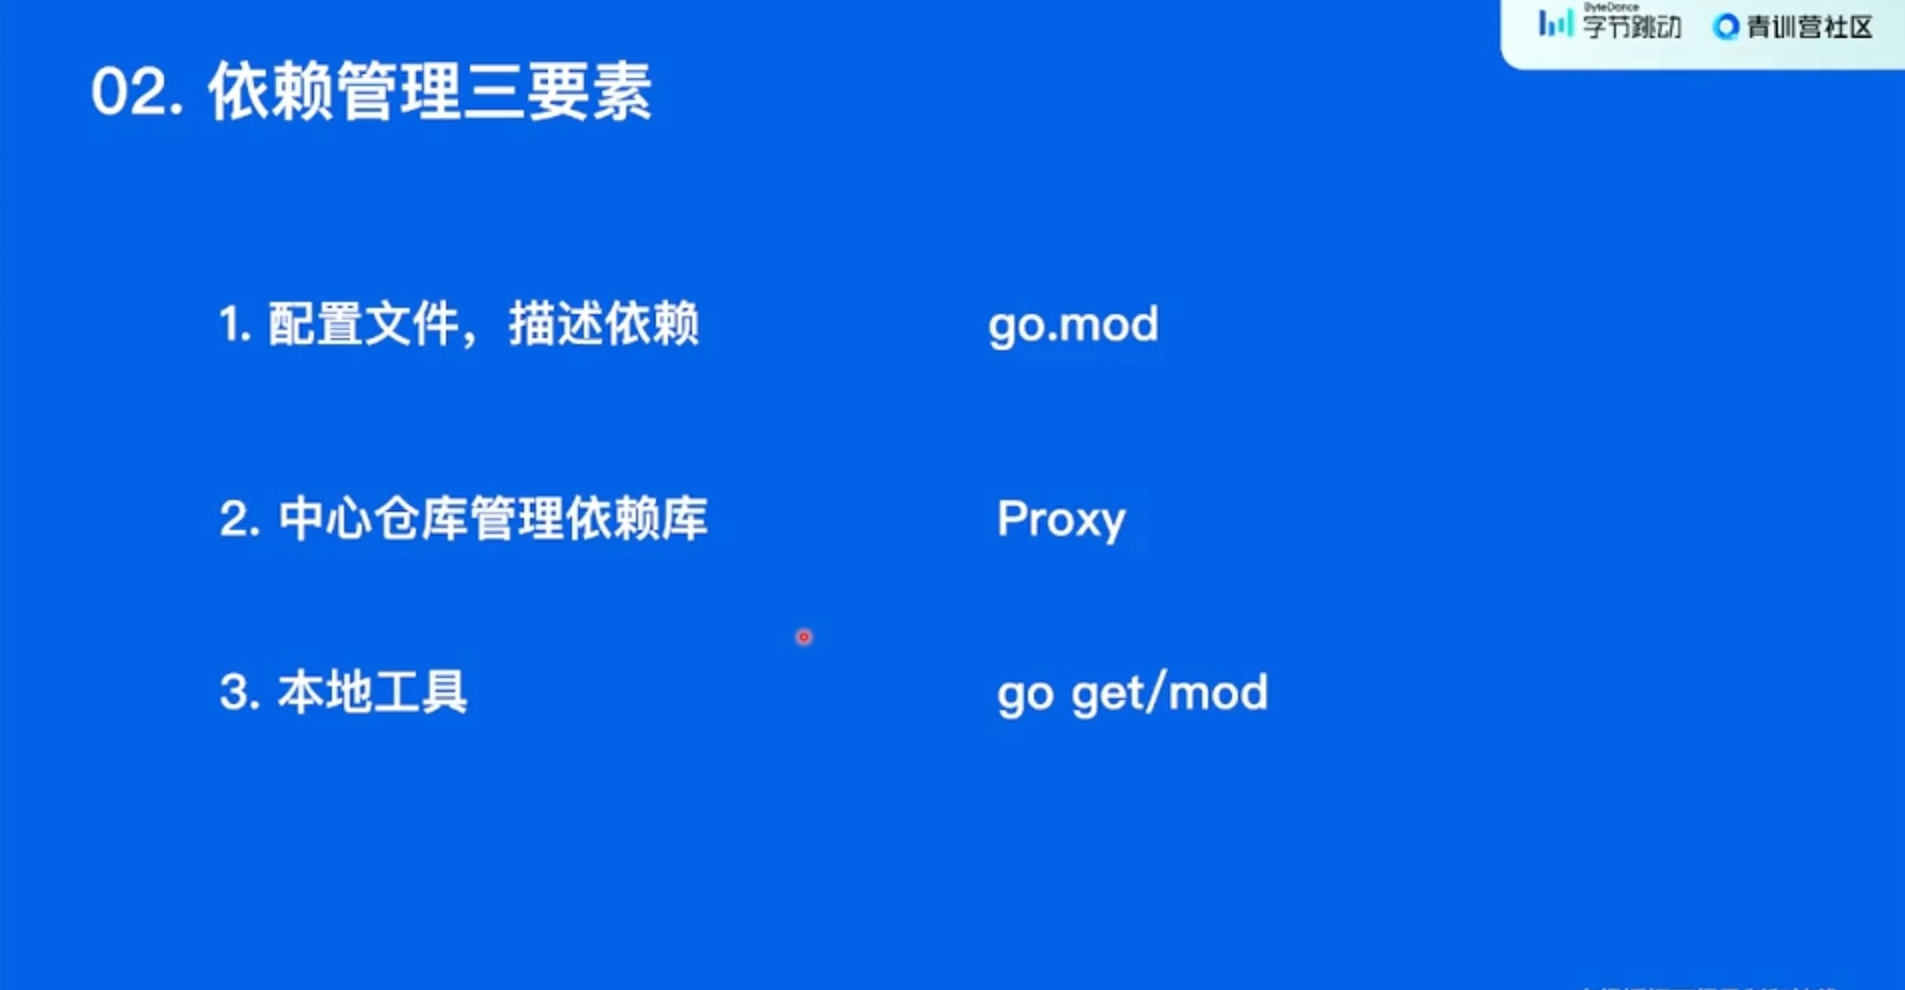 ByteDance
字节跳动 青训营社区
02. 依赖管理三要素
1. 配置文件，描述依赖 go.mod
2. 中心仓库管理依赖库 Proxy
3. 本地工具 go get/mod